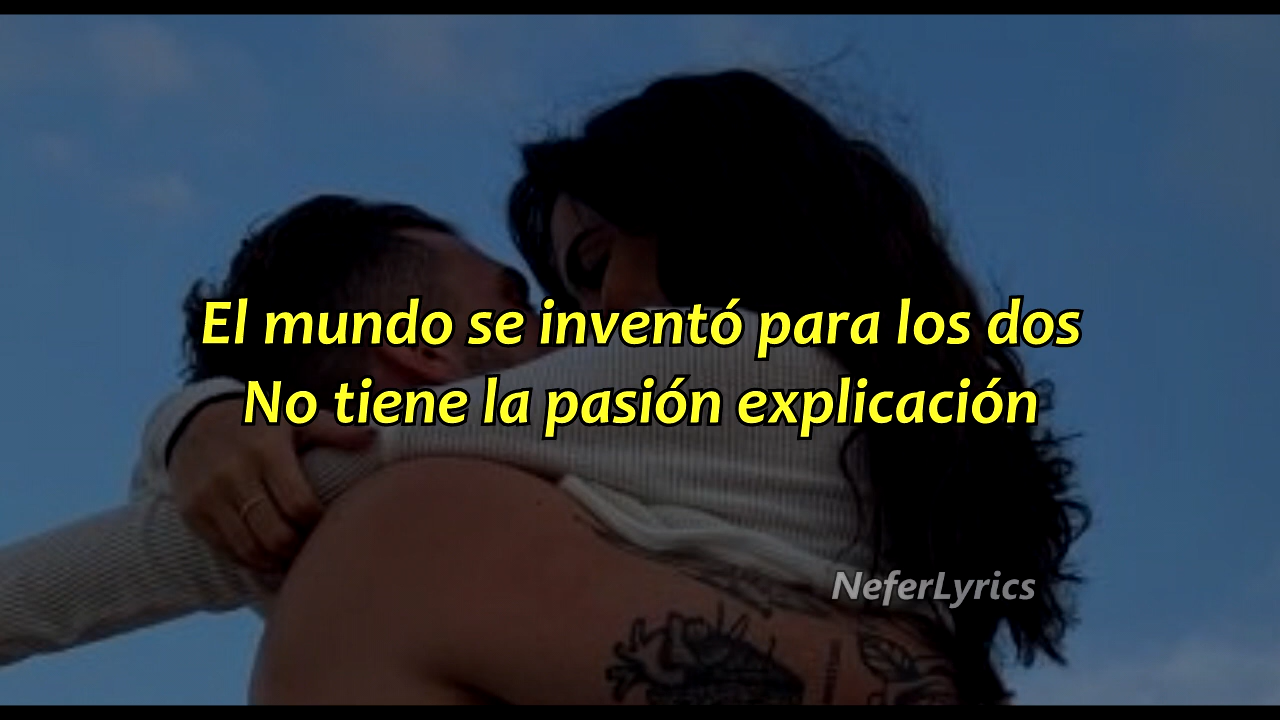 El mundo se inventó para los dos
No tiene la pasión explicación
NeferLyrics